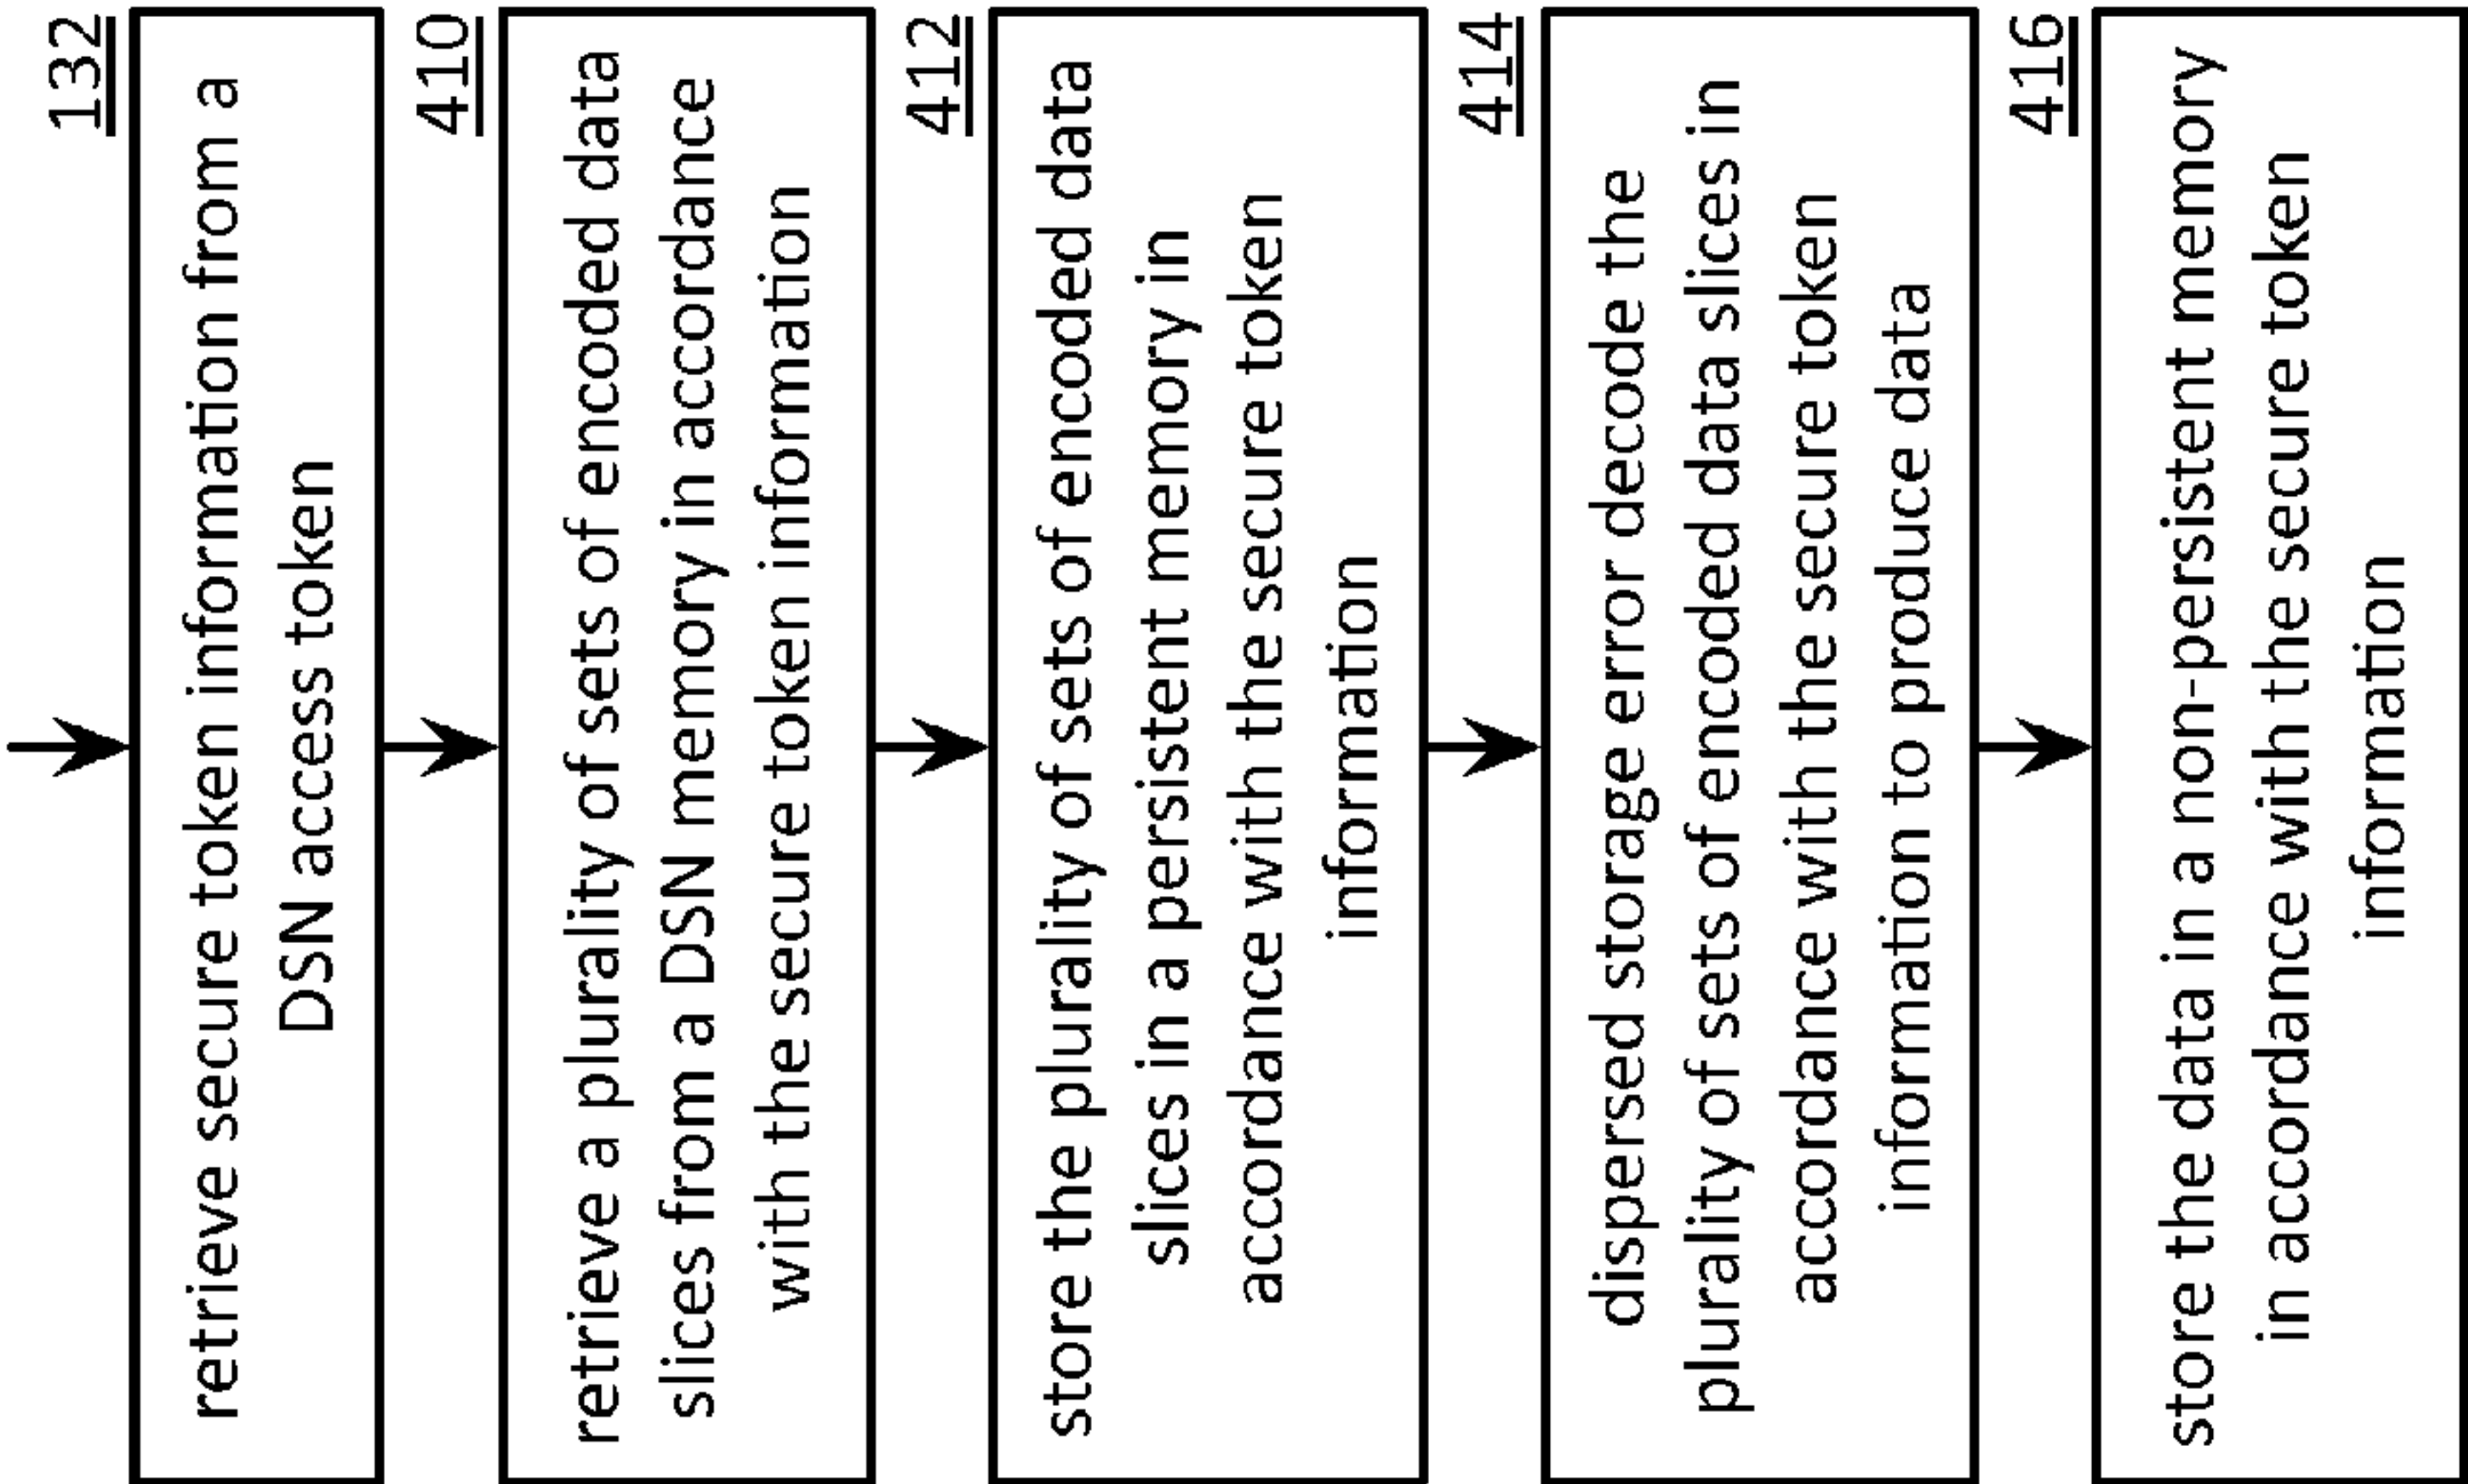 132
retrieve secure token information from a
DSN access token
410
retrieve a plurality of sets of encoded data
slices from a DSN memory in accordance
with the secure token information
412
store the plurality of sets of encoded data
slices in a persistent memory in
accordance with the secure token
information
414
dispersed storage error decode the
plurality of sets of encoded data slices in
accordance with the secure token
information to produce data
416
store the data in a non-persistent memory
in accordance with the secure token
information